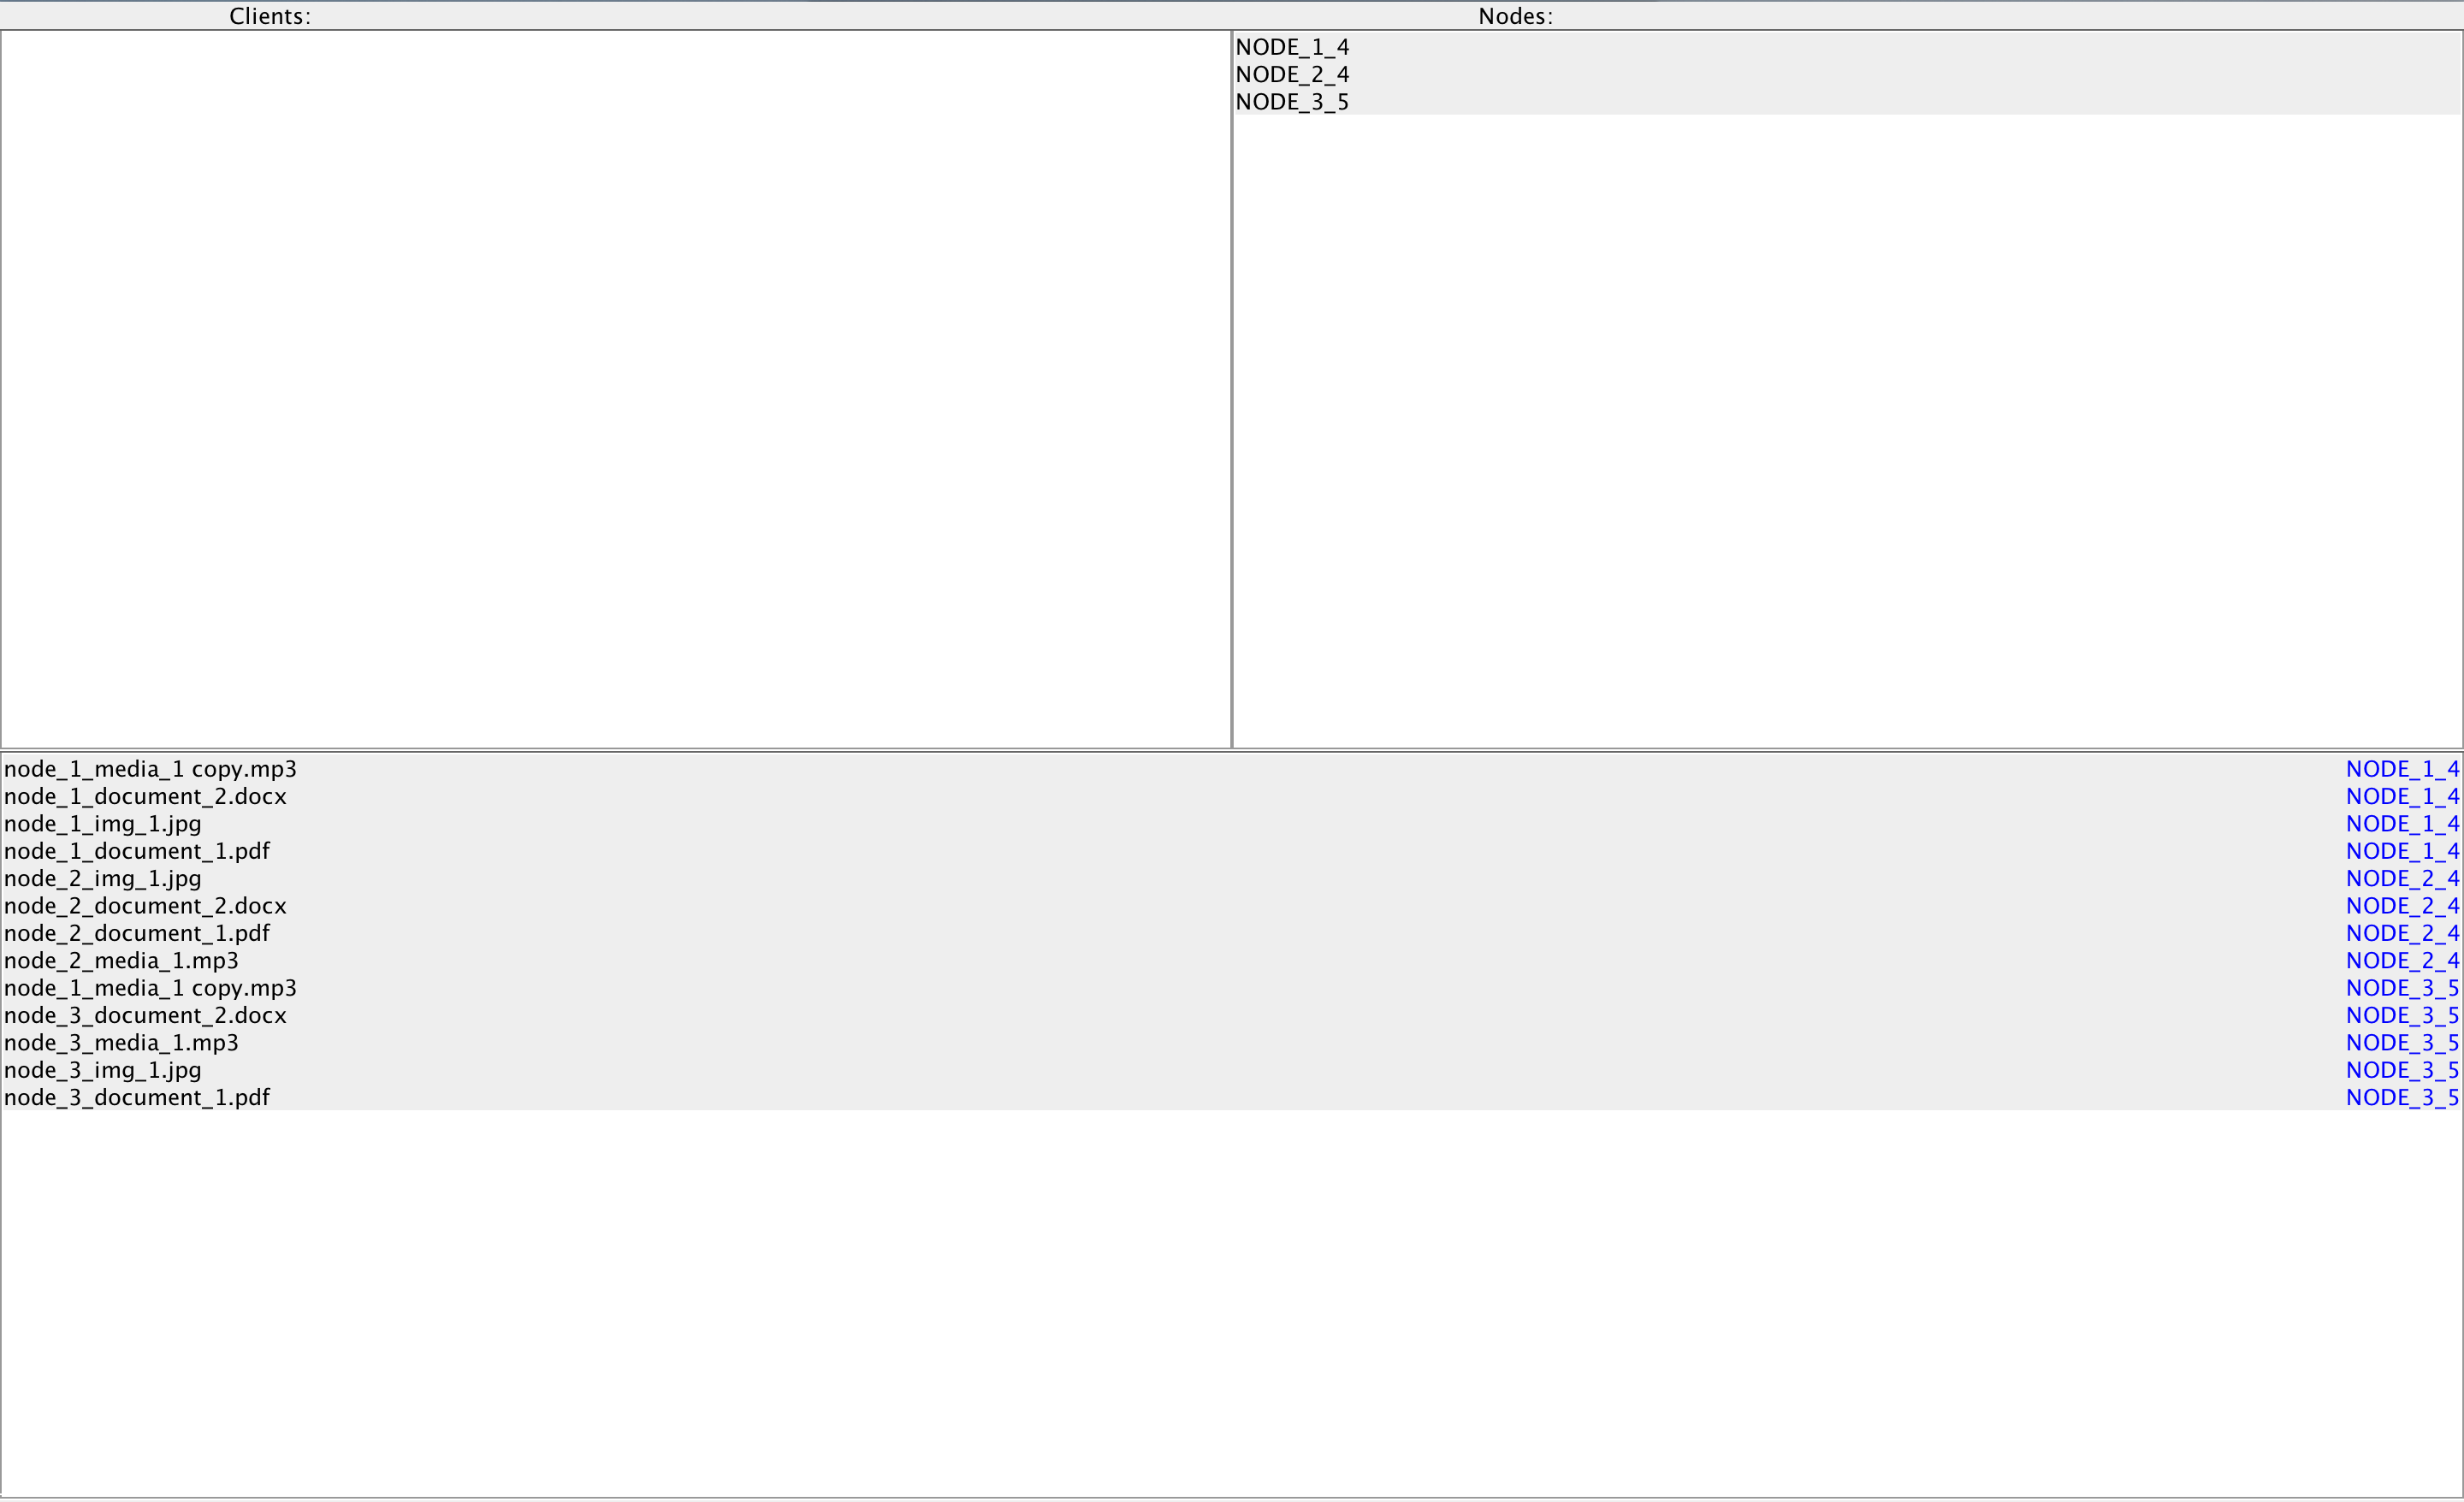 Clients: Nodes:
NODE_1_4
NODE_2_4
NODE_3_5
node_1_media_1 copy.mp3 NODE_1_4
node_1_document_2.docx NODE_1_4
node_1_img_1.jpg NODE_1_4
node_1_document_1.pdf NODE_1_4
node_2_img_1.jpg NODE_2_4
node_2_document_2.docx NODE_2_4
node_2_document_1.pdf NODE_2_4
node_2_media_1.mp3 NODE_2_4
node_1_media_1 copy.mp3 NODE_3_5
node_3_document_2.docx NODE_3_5
node_3_media_1.mp3 NODE_3_5
node_3_img_1.jpg NODE_3_5
node_3_document_1.pdf NODE_3_5